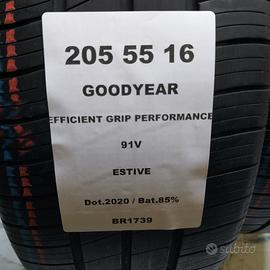 205 55 16
GOODYEAR
EFFICIENT GRIP PERFORMANCE
91V
ESTIVE
Dot.2020 / Bat.85%
BR1739
subito